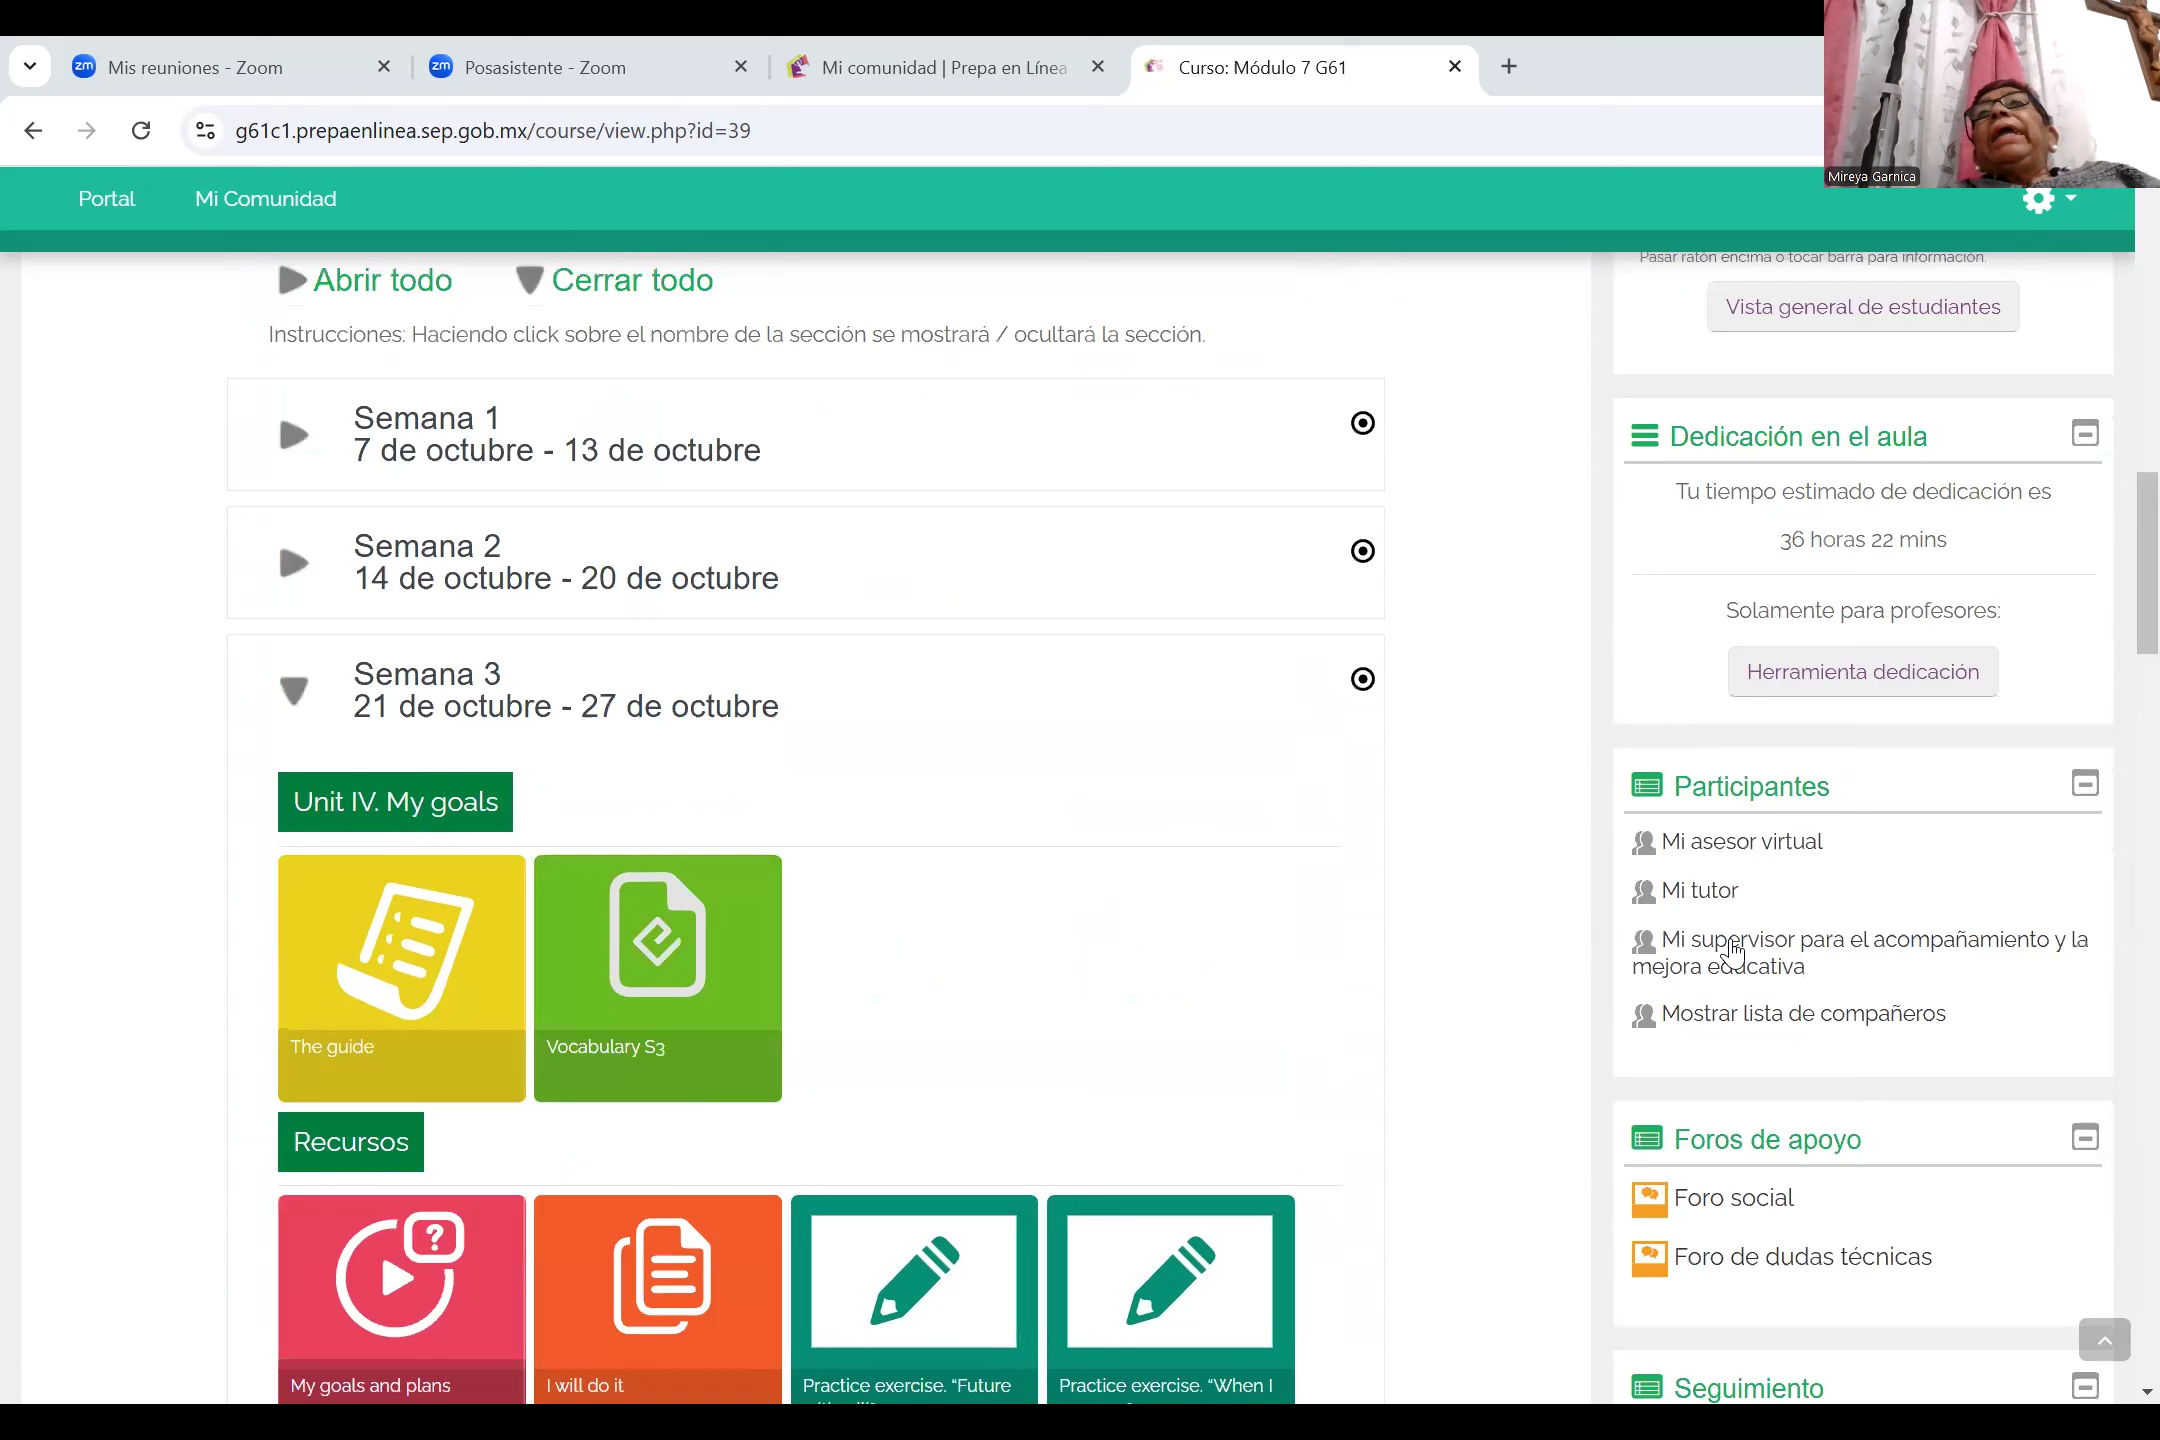 Mis reuniones - Zoom
Posasistente - Zoom
Mi comunidad | Prepa en Línea
Curso: Módulo 7 G61
g61c1.prepaenlinea.sep.gob.mx/course/view.php?id=39
Mireya Garnica
Portal
Mi Comunidad
Abrir todo
Cerrar todo
Instrucciones: Haciendo click sobre el nombre de la sección se mostrará / ocultará la sección.
Semana 1
7 de octubre - 13 de octubre
Semana 2
14 de octubre - 20 de octubre
Semana 3
21 de octubre - 27 de octubre
Unit IV. My goals
The guide
Vocabulary S3
Recursos
My goals and plans
I will do it
Practice exercise. “Future
Practice exercise. “When I
Pasar ratón encima o tocar barra para información.
Vista general de estudiantes
Dedicación en el aula
Tu tiempo estimado de dedicación es
36 horas 22 mins
Solamente para profesores:
Herramienta dedicación
Participantes
Mi asesor virtual
Mi tutor
Mi supervisor para el acompañamiento y la
mejora educativa
Mostrar lista de compañeros
Foros de apoyo
Foro social
Foro de dudas técnicas
Seguimiento